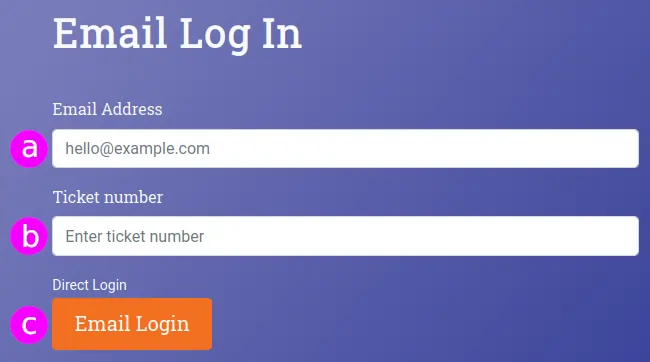 Email Log In
Email Address
a hello@example.com
Ticket number
b Enter ticket number
Direct Login
c Email Login